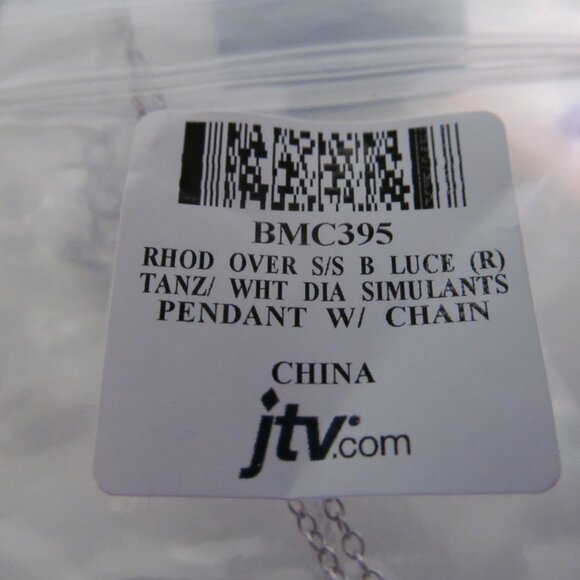 BMC395
RHOD OVER S/S B LUCE (R)
TANZ/ WHT DIA SIMULANTS
PENDANT W/ CHAIN
CHINA
jtv.com